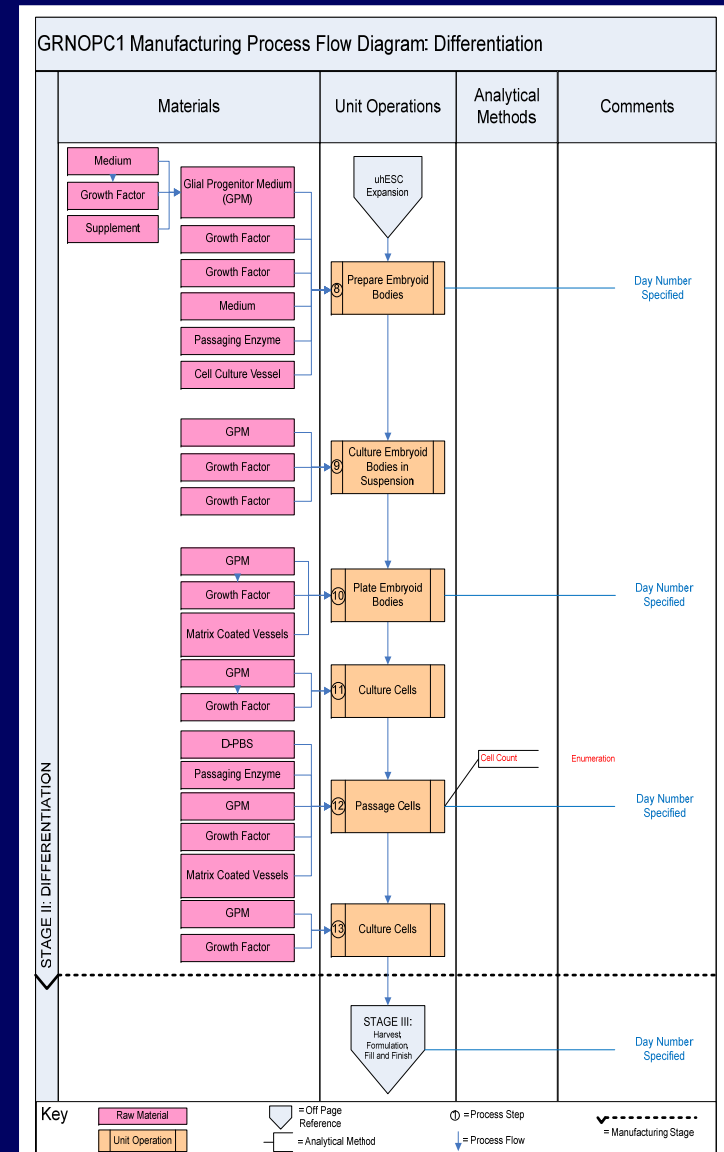 GRNOPC1 Manufacturing Process Flow Diagram: Differentiation
Materials
Unit Operations
Analytical
Methods
Comments
Medium
Growth Factor
Supplement
Glial Progenitor Medium
(GPM)
Growth Factor
Growth Factor
Medium
Passaging Enzyme
Cell Culture Vessel
uhESC
Expansion
8
Prepare Embryoid
Bodies
Day Number
Specified
GPM
Growth Factor
Growth Factor
9
Culture Embryoid
Bodies in
Suspension
GPM
Growth Factor
Matrix Coated Vessels
10
Plate Embryoid
Bodies
Day Number
Specified
GPM
Growth Factor
11
Culture Cells
D-PBS
Passaging Enzyme
GPM
Growth Factor
Matrix Coated Vessels
12
Passage Cells
Cell Count
Enumeration
Day Number
Specified
GPM
Growth Factor
13
Culture Cells
STAGE II: DIFFERENTIATION
STAGE III:
Harvest,
Formulation,
Fill and Finish
Day Number
Specified
Key
Raw Material
Unit Operation
=Off Page
Reference
= Analytical Method
1
=Process Step
=Process Flow
= Manufacturing Stage